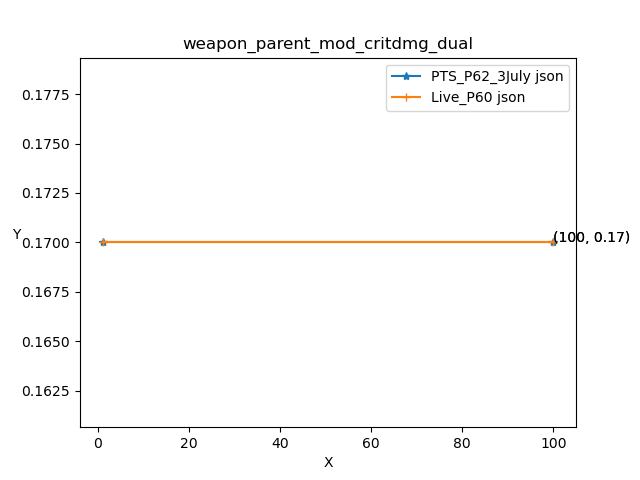 weapon_parent_mod_critdmg_dual
PTS_P62_3July json
Live_P60 json
0.1775
0.1750
0.1725
0.1700
0.1675
0.1650
0.1625
Y
(100, 0.17)
0 20 40 60 80 100
X